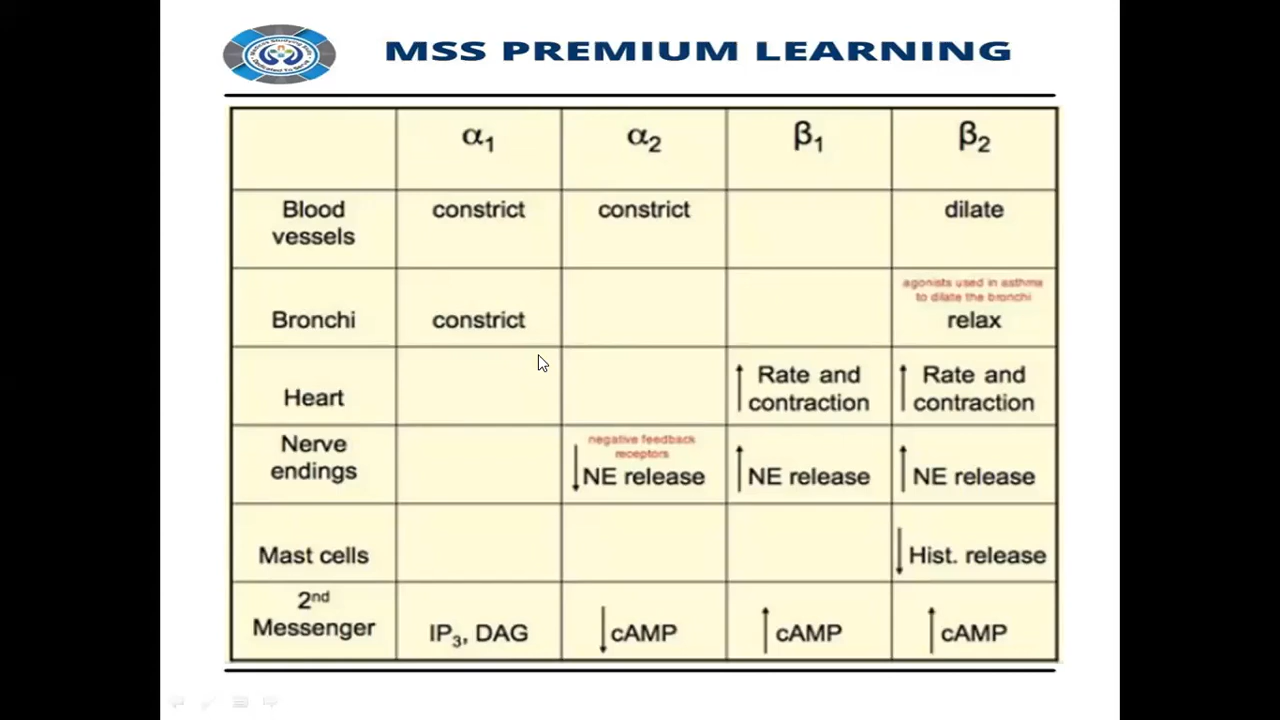 MSS PREMIUM LEARNING
α1 α2 β1 β2
Blood
vessels
constrict
constrict
dilate
Bronchi
constrict
agonists used in asthma
to dilate the bronchi
relax
Heart
↑ Rate and
contraction
↑ Rate and
contraction
Nerve
endings
negative feedback
receptors
↓ NE release
↑ NE release
↑ NE release
Mast cells
↓ Hist. release
2nd
Messenger
IP3, DAG
↓ cAMP
↑ cAMP
↑ cAMP